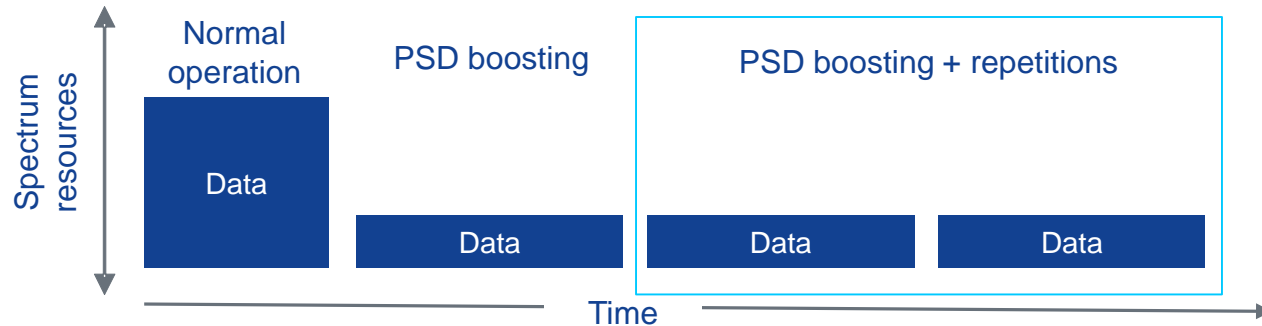 Spectrum
resources
Normal
operation
PSD boosting
PSD boosting + repetitions
Data
Data
Data
Data
Time